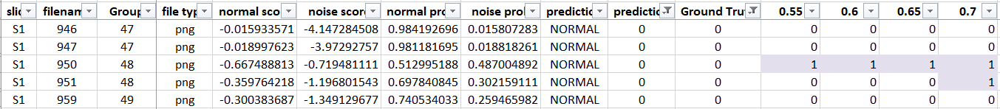 slid filenam Group file typ normal sco noise score normal pro noise prol predictic predictic Ground Trut 0.55 0.6 0.65 0.7
S1 946 47 png -0.015933571 -4.147284508 0.984192696 0.015807283 NORMAL 0 0 0 0 0 0
S1 947 47 png -0.018997623 -3.97292757 0.981181695 0.018818261 NORMAL 0 0 0 0 0 0
S1 950 48 png -0.667488813 -0.719481111 0.512995188 0.487004892 NORMAL 0 0 1 1 1 1
S1 951 48 png -0.359764218 -1.196801543 0.697840845 0.302159111 NORMAL 0 0 0 0 0 1
S1 959 49 png -0.300383687 -1.349129677 0.740534033 0.259465982 NORMAL 0 0 0 0 0 0